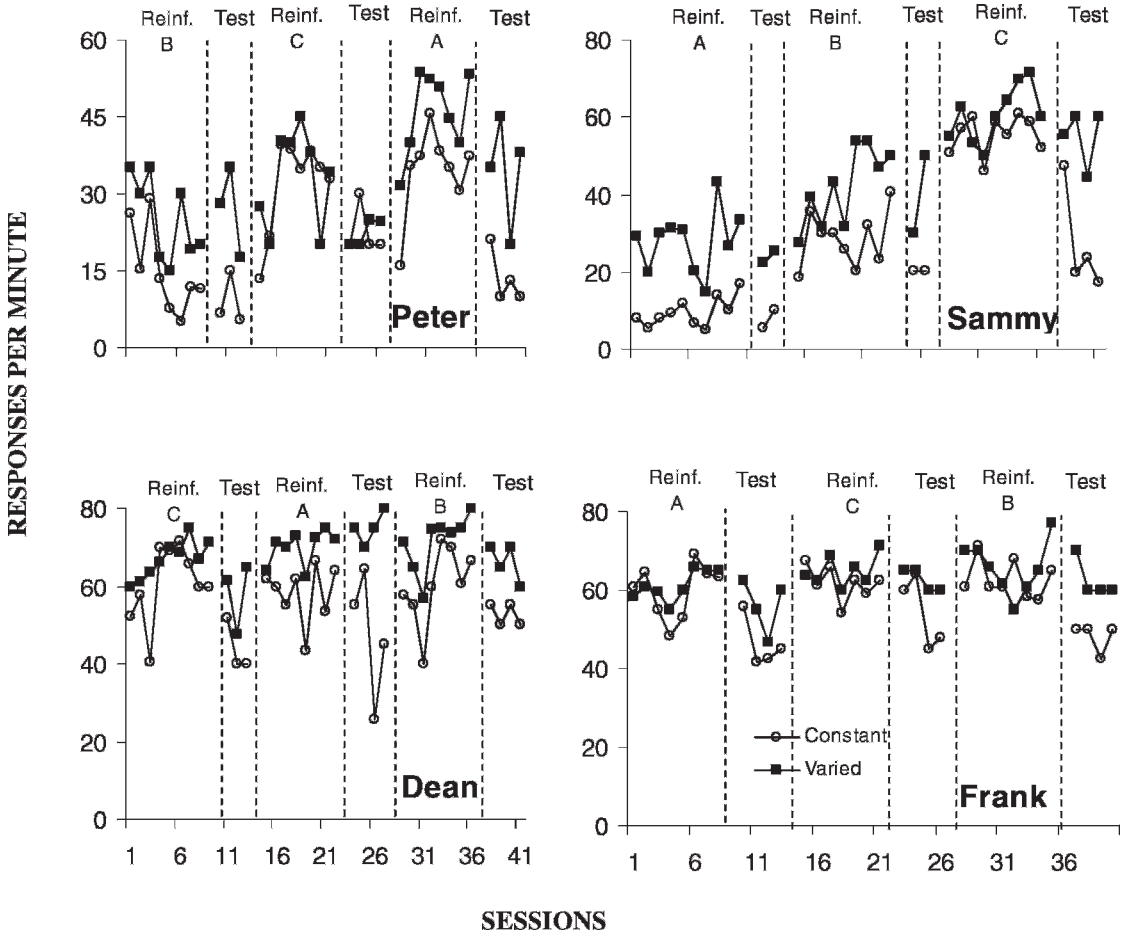 RESPONSES PER MINUTE
Reinf. Test Reinf. Test Reinf. Test
B C A
60
45
30
15
0
Peter
Reinf. Test Reinf. Test Reinf. Test
A B C
80
60
40
20
0
Sammy
Reinf. Test Reinf. Test Reinf. Test
C A B
80
60
40
20
0
Dean
1 6 11 16 21 26 31 36 41
Reinf. Test Reinf. Test Reinf. Test
A C B
80
60
40
20
0
Constant
Varied
Frank
1 6 11 16 21 26 31 36
SESSIONS